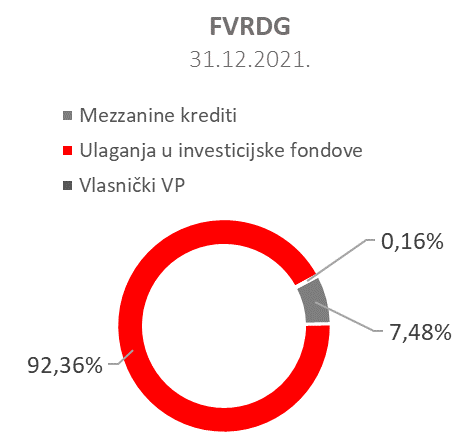 FVRDG
31.12.2021.
Mezzanine krediti
Ulaganja u investicijske fondove
Vlasnički VP
0,16%
7,48%
92,36%